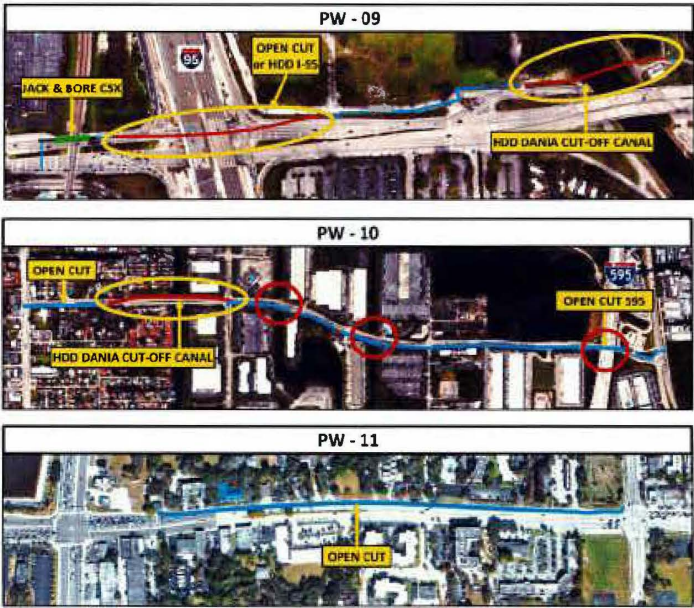 PW - 09
95
OPEN CUT
or HDD I-95
JACK & BORE CSX
HDD DANIA CUT-OFF CANAL
PW - 10
OPEN CUT
595
OPEN CUT 595
HDD DANIA CUT-OFF CANAL
PW - 11
OPEN CUT